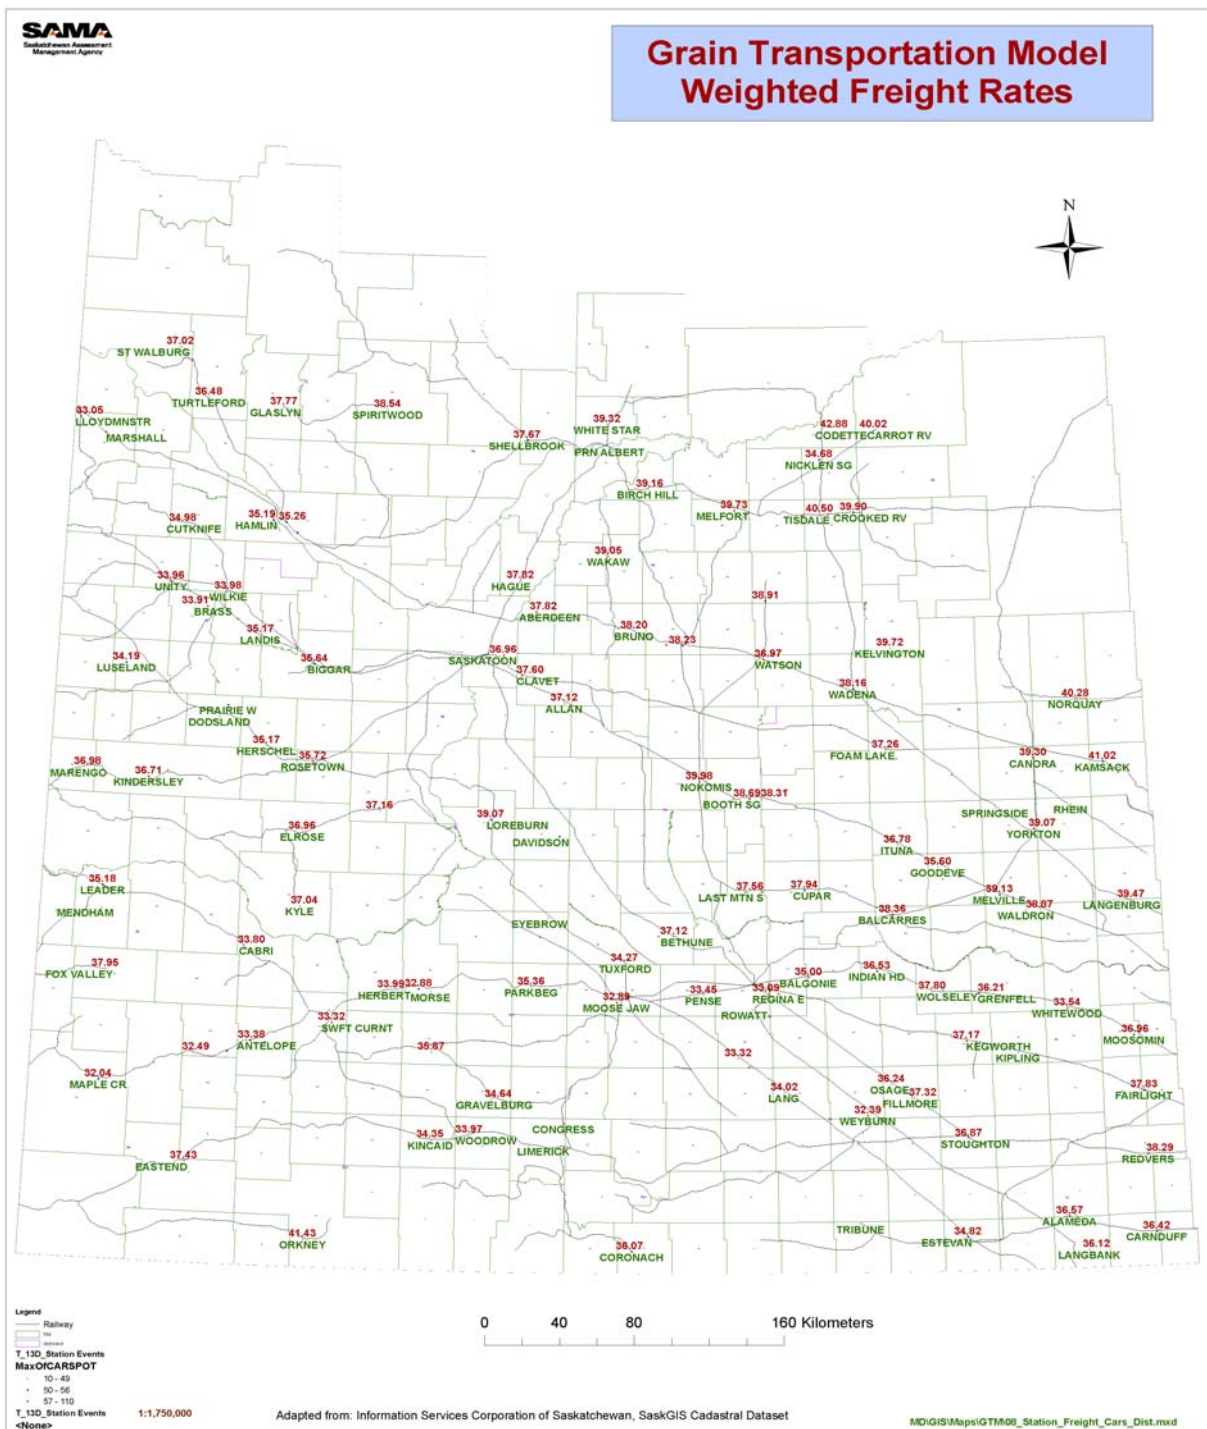 SAMA
Saskatchewan Assessment
Management Agency
Grain Transportation Model
Weighted Freight Rates
N
37.02
ST WALBURG
36.48
TURTLEFORD
37.77
GLASLYN
38.54
SPIRITWOOD
33.05
LLOYDMNSTR
MARSHALL
37.67
SHELLBROOK
39.32
WHITE STAR
PRN ALBERT
42.88 40.02
CODETTECARROT RV
34.68
NICKLEN SG
39.16
BIRCH HILL
39.73
MELFORT
40.50 39.90
TISDALE CROOKED RV
34.98
CUTKNIFE
35.19 35.26
HAMLIN
39.05
WAKAW
33.96
UNITY
33.98
WILKIE
33.91
BRASS
37.82
HAGUE
37.82
ABERDEEN
38.91
35.17
LANDIS
38.20
BRUNO
38.23
34.19
LUSELAND
35.64
BIGGAR
36.96
SASKATOON
37.60
CLAVET
36.97
WATSON
39.72
KELVINGTON
37.12
ALLAN
38.16
WADENA
40.28
NORQUAY
PRAIRIE W
DODSLAND
35.17
HERSCHEL
35.72
ROSETOWN
36.98
MARENGO
36.71
KINDERSLEY
37.26
FOAM LAKE
39.30
CANORA
41.02
KAMSACK
39.98
NOKOMIS
38.69 38.31
BOOTH SG
37.16
36.96
ELROSE
39.07
LOREBURN
DAVIDSON
SPRINGSIDE
RHEIN
39.07
YORKTON
36.78
ITUNA
35.60
GOODEVE
35.18
LEADER
MENDHAM
37.04
KYLE
37.56
LAST MTN S
37.94
CUPAR
39.13
MELVILLE
38.87
WALDRON
39.47
LANGENBURG
38.36
BALCARRES
EYEBROW
37.12
BETHUNE
33.80
CABRI
37.95
FOX VALLEY
34.27
TUXFORD
33.99 32.88
HERBERT MORSE
35.36
PARKBEG
32.89
MOOSE JAW
33.45
PENSE
33.09
REGINA E
35.00
BALGONIE
36.53
INDIAN HD
ROWATT
37.80
WOLSELEY
36.21
GRENFELL
33.54
WHITEWOOD
36.96
MOOSOMIN
33.32
SWFT CURNT
33.38
ANTELOPE
32.49
35.87
33.32
37.17
KEGWORTH
KIPLING
32.04
MAPLE CR
34.64
GRAVELBURG
34.02
LANG
36.24
OSAGE
37.32
FILLMORE
37.83
FAIRLIGHT
32.39
WEYBURN
34.35
KINCAID
33.97
WOODROW
CONGRESS
LIMERICK
36.87
STOUGHTON
38.29
REDVERS
37.43
EASTEND
41.43
ORKNEY
36.07
CORONACH
TRIBUNE
34.82
ESTEVAN
36.57
ALAMEDA
36.12
LANGBANK
36.42
CARNDUFF
Legend
Railway
RM
T_13D_Station Events
MaxOfCARSPOT
10 - 49
50 - 56
57 - 110
T_13D_Station Events
<None>
1:1,750,000
0 40 80 160 Kilometers
Adapted from: Information Services Corporation of Saskatchewan, SaskGIS Cadastral Dataset
MD\GIS\Maps\GTM\08_Station_Freight_Cars_Dist.mxd